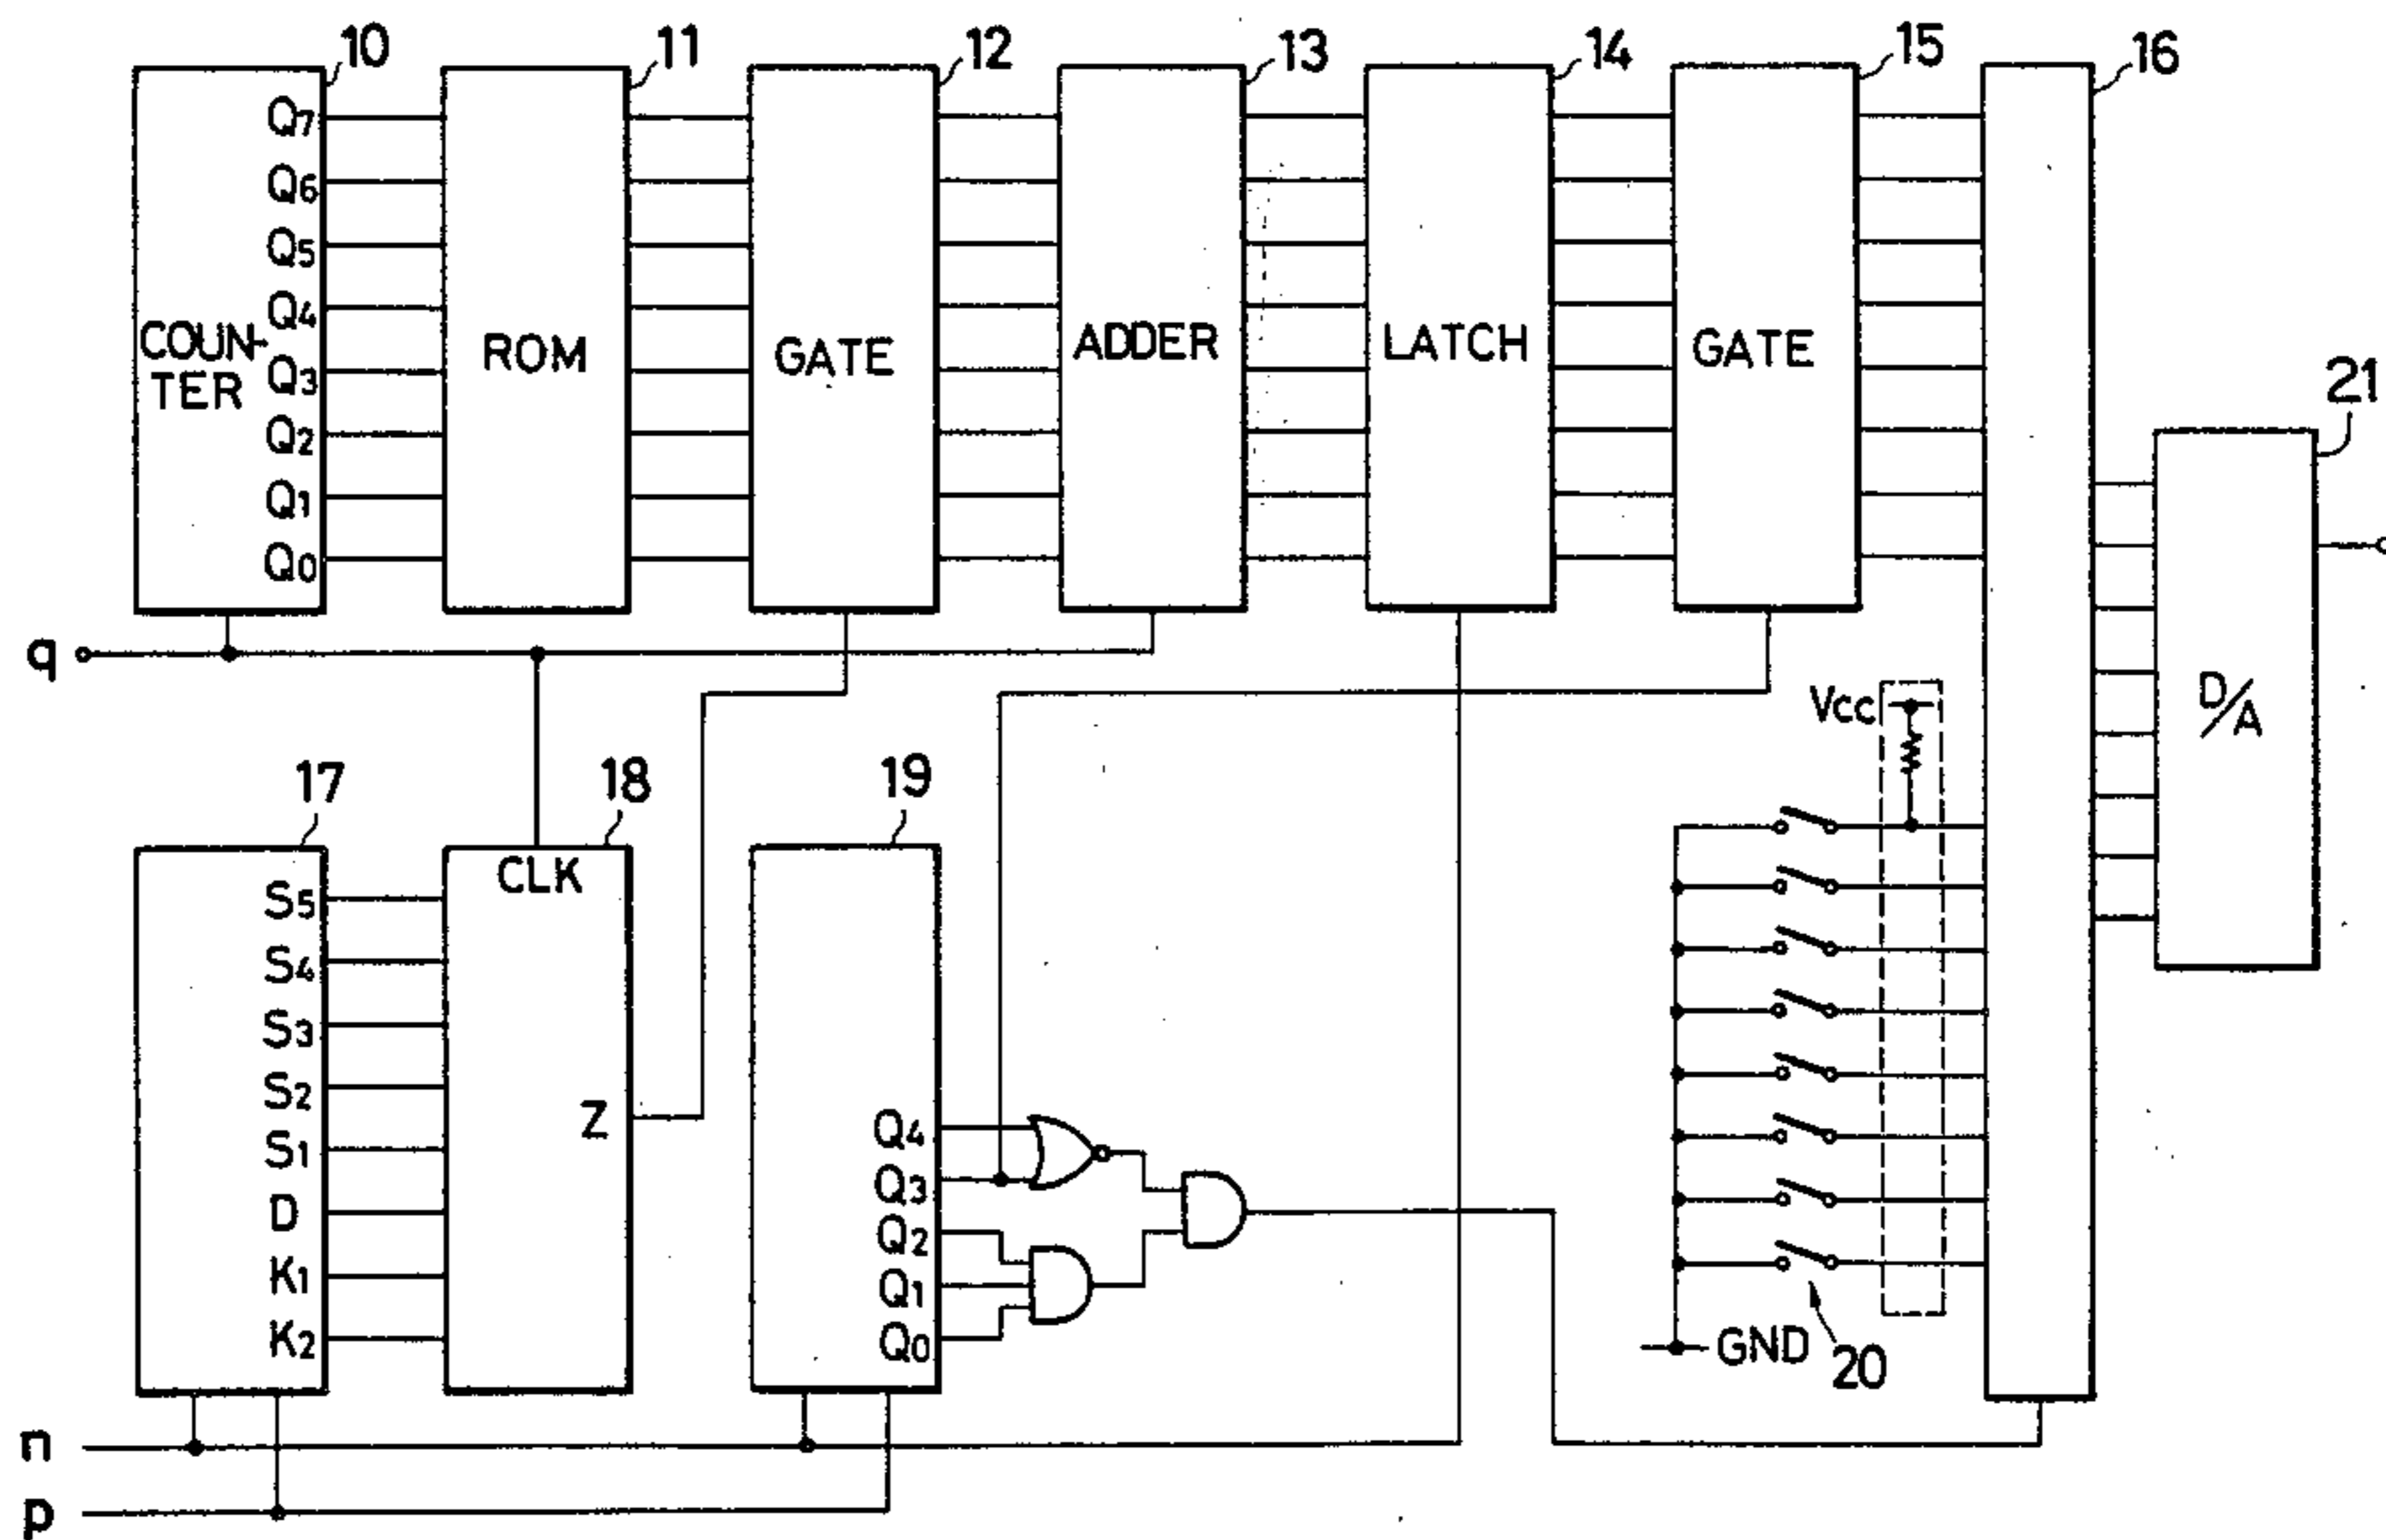 10
11
12
13
14
15
16
Q7
Q6
Q5
Q4
Q3
Q2
Q1
Q0
COUN-
TER
ROM
GATE
ADDER
LATCH
GATE
21
D/A
q
Vcc
17
18
19
CLK
S5
S4
S3
S2
S1
D
K1
K2
Z
Q4
Q3
Q2
Q1
Q0
GND
20
n
p